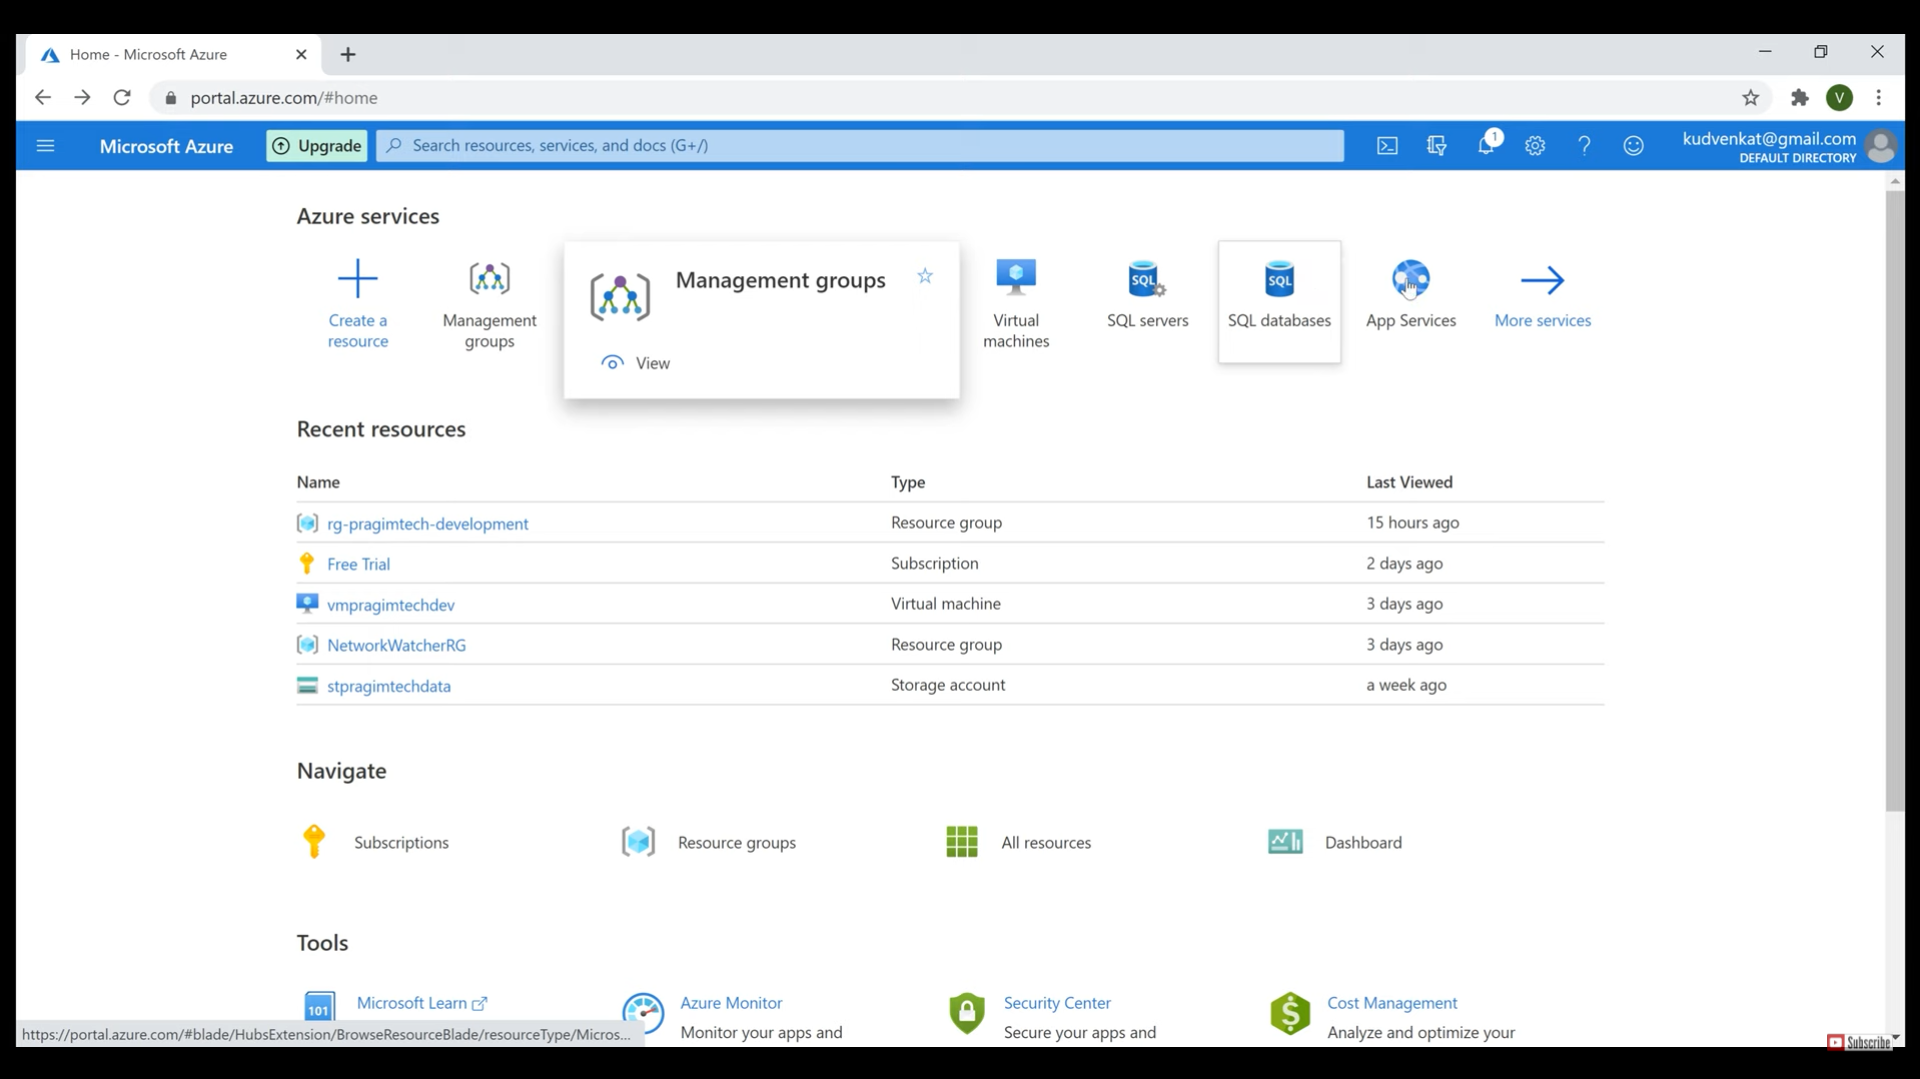 Home - Microsoft Azure
portal.azure.com/#home
V
Microsoft Azure
Upgrade
Search resources, services, and docs (G+/)
1
kudvenkat@gmail.com
DEFAULT DIRECTORY
Azure services
Create a
resource
Management
groups
Management groups
View
Virtual
machines
SQL
SQL servers
SQL
SQL databases
App Services
More services
Recent resources
Name Type Last Viewed
rg-pragimtech-development Resource group 15 hours ago
Free Trial Subscription 2 days ago
vmpragimtechdev Virtual machine 3 days ago
NetworkWatcherRG Resource group 3 days ago
stpragimtechdata Storage account a week ago
Navigate
Subscriptions
Resource groups
All resources
Dashboard
Tools
101
Microsoft Learn
Azure Monitor
Monitor your apps and
Security Center
Secure your apps and
Cost Management
Analyze and optimize your
https://portal.azure.com/#blade/HubsExtension/BrowseResourceBlade/resourceType/Micros...
Subscribe